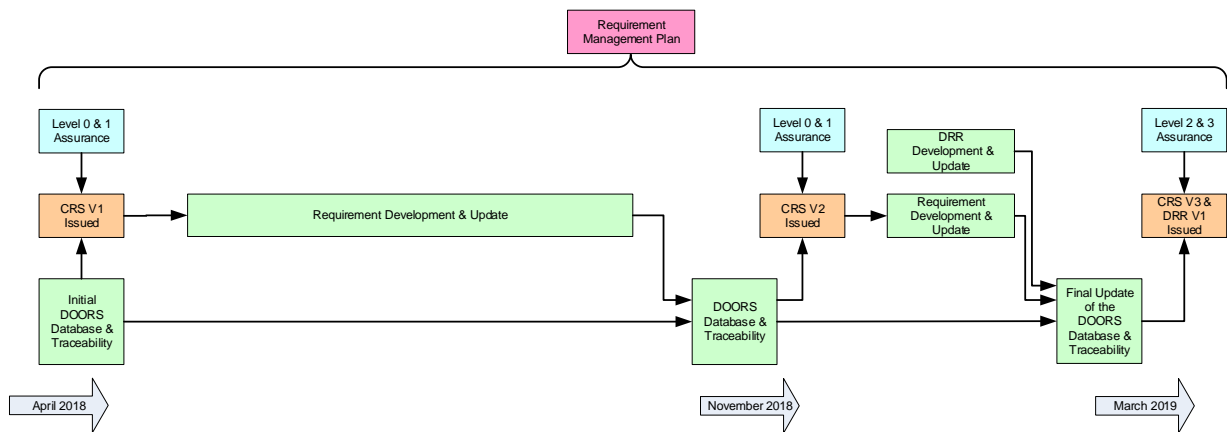 Requirement
Management Plan
Level 0 & 1
Assurance
Level 0 & 1
Assurance
Level 2 & 3
Assurance
DRR
Development &
Update
CRS V1
Issued
Requirement Development & Update
CRS V2
Issued
Requirement
Development &
Update
CRS V3 &
DRR V1
Issued
Initial
DOORS
Database &
Traceability
DOORS
Database &
Traceability
Final Update
of the
DOORS
Database &
Traceability
April 2018
November 2018
March 2019